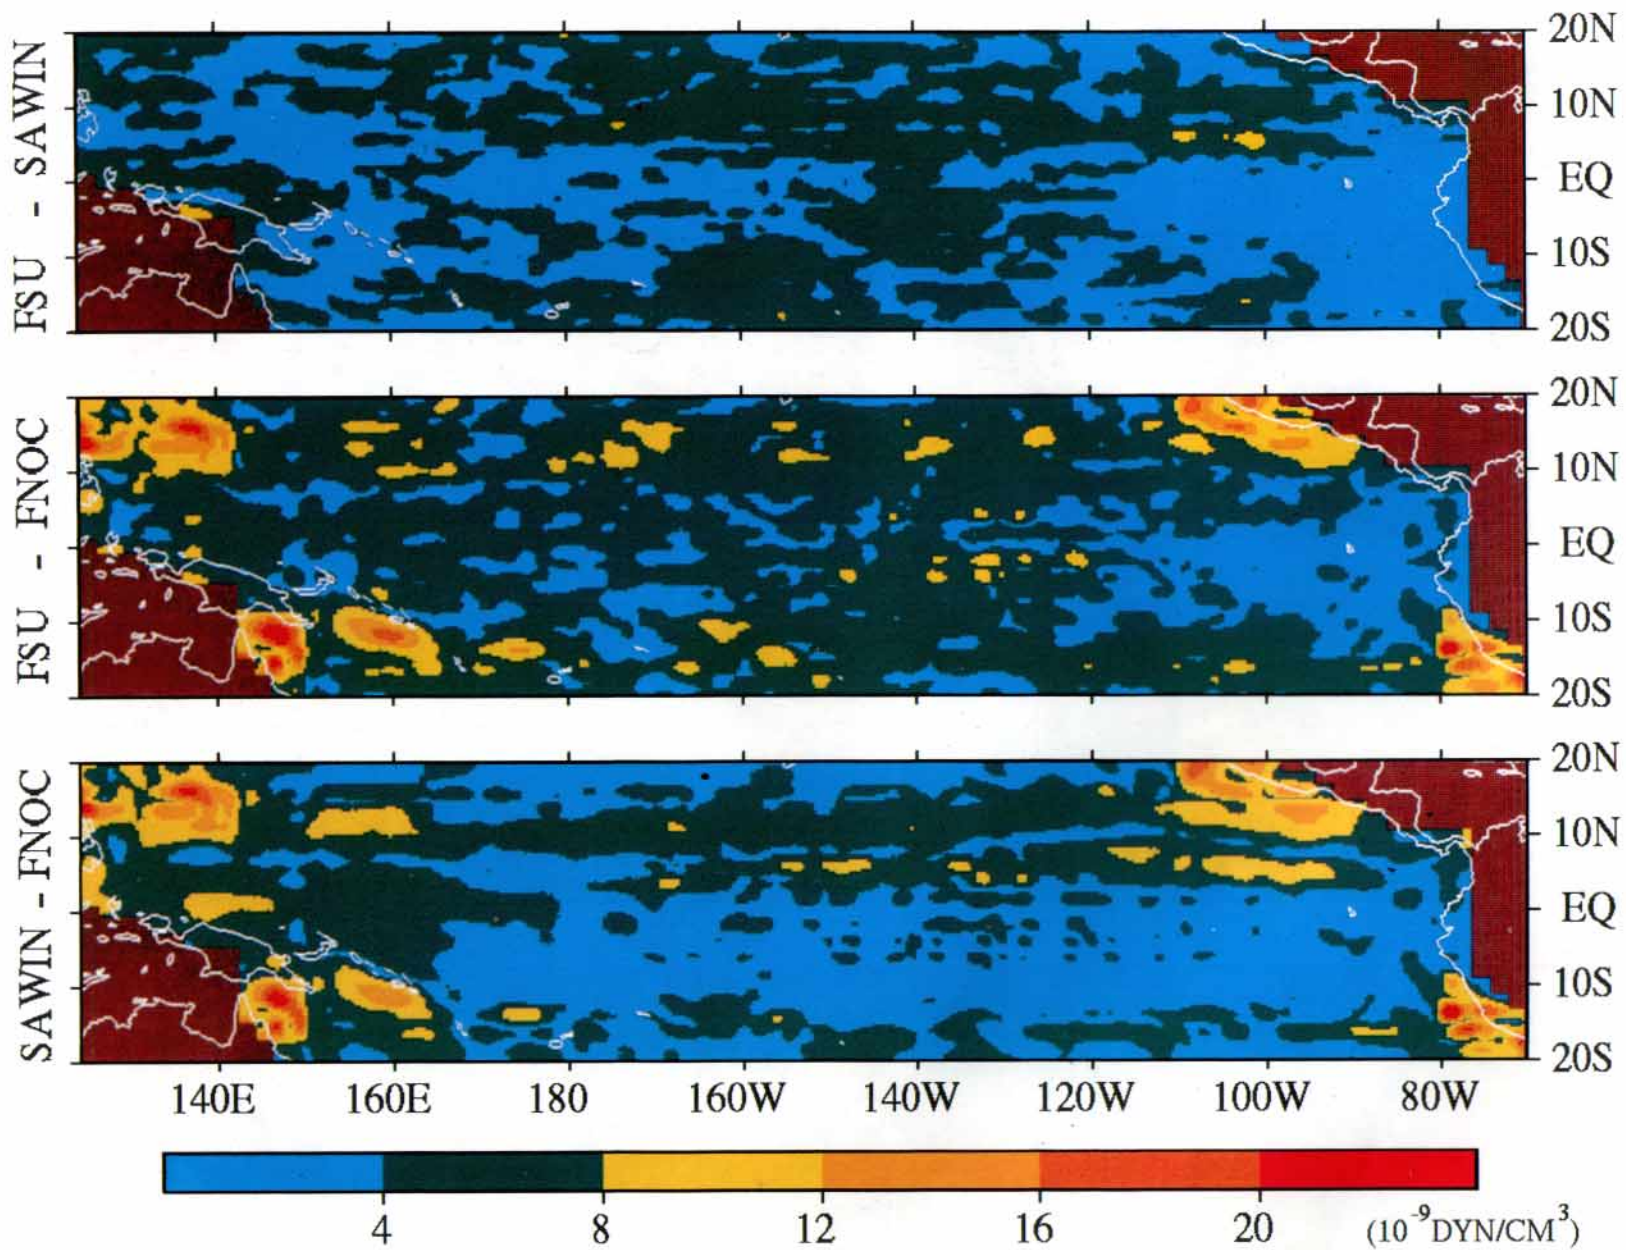 FSU - SAWIN
20N
10N
EQ
10S
20S
FSU - FNOC
20N
10N
EQ
10S
20S
SAWIN - FNOC
20N
10N
EQ
10S
20S
140E 160E 180 160W 140W 120W 100W 80W
4 8 12 16 20 (10⁻⁹DYN/CM³)